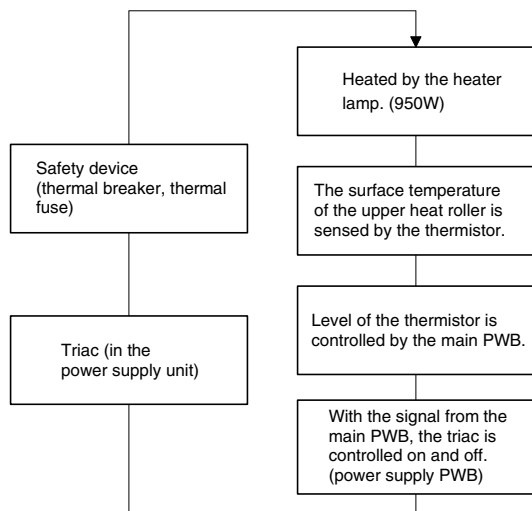 Heated by the heater
lamp. (950W)
Safety device
(thermal breaker, thermal
fuse)
The surface temperature
of the upper heat roller is
sensed by the thermistor.
Level of the thermistor is
controlled by the main PWB.
Triac (in the
power supply unit)
With the signal from the
main PWB, the triac is
controlled on and off.
(power supply PWB)